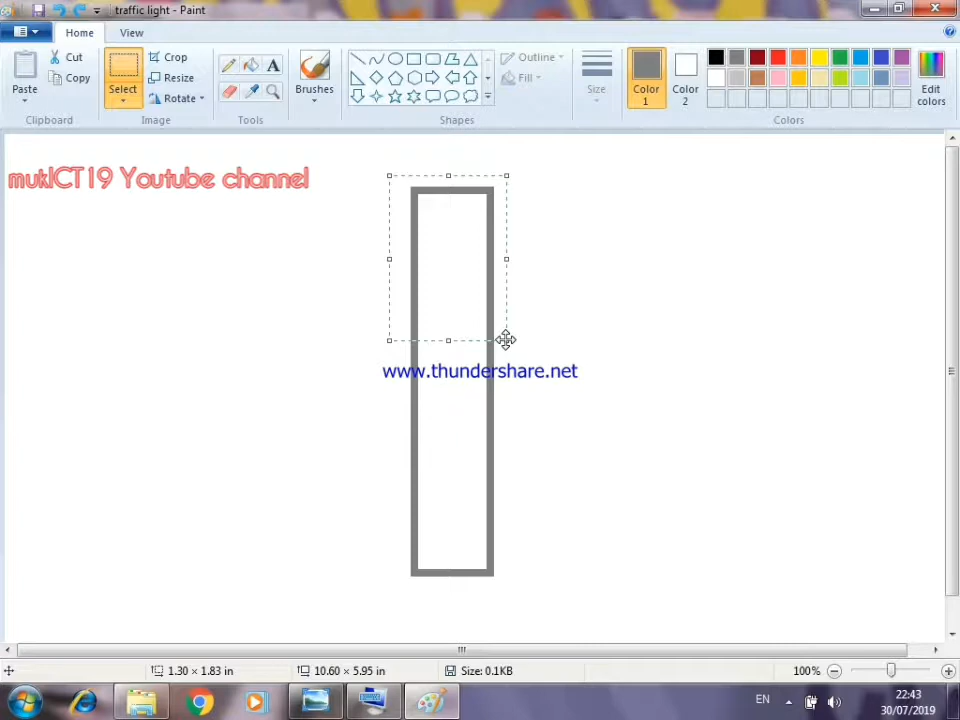 traffic light - Paint
Home
View
Paste
Cut
Copy
Clipboard
Select
Crop
Resize
Rotate
Image
A
Tools
Brushes
Shapes
Outline
Fill
Size
Color 1
Color 2
Edit colors
Colors
mukICT19 Youtube channel
www.thundershare.net
1.30 × 1.83 in
10.60 × 5.95 in
Size: 0.1KB
100%
EN
22:43
30/07/2019